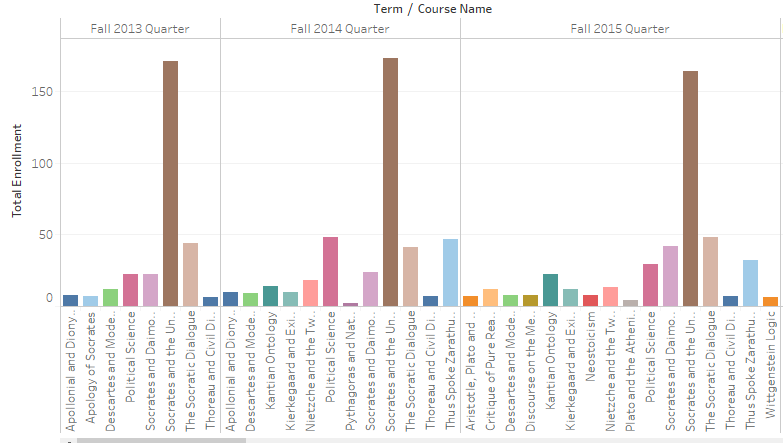 Term / Course Name
Fall 2013 Quarter
Fall 2014 Quarter
Fall 2015 Quarter
Total Enrollment
150
100
50
0
Apollonial and Diony..
Apology of Socrates
Descartes and Mode..
Political Science
Socrates and Daimo..
Socrates and the Un..
The Socratic Dialogue
Thoreau and Civil Di..
Apollonial and Diony..
Descartes and Mode..
Kantian Ontology
Kierkegaard and Exi..
Nietzche and the Tw..
Political Science
Pythagoras and Nat..
Socrates and Daimo..
Socrates and the Un..
The Socratic Dialogue
Thoreau and Civil Di..
Thus Spoke Zarathu..
Aristotle, Plato and ..
Critique of Pure Rea..
Descartes and Mode..
Discourse on the Me..
Kantian Ontology
Kierkegaard and Exi..
Neostoicism
Nietzche and the Tw..
Plato and the Atheni..
Political Science
Socrates and Daimo..
Socrates and the Un..
The Socratic Dialogue
Thoreau and Civil Di..
Thus Spoke Zarathu..
Wittgenstein Logic